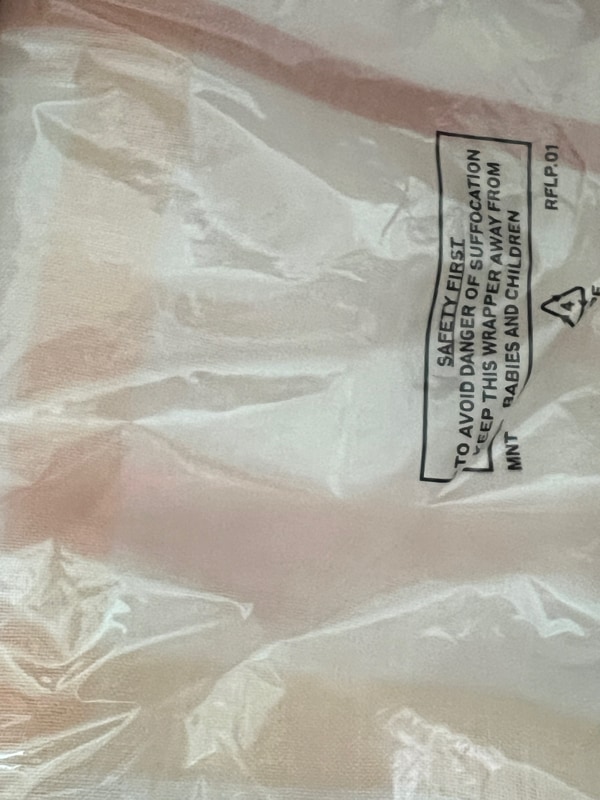 SAFETY FIRST
TO AVOID DANGER OF SUFFOCATION
KEEP THIS WRAPPER AWAY FROM
BABIES AND CHILDREN
MNT
RFLP.01
4